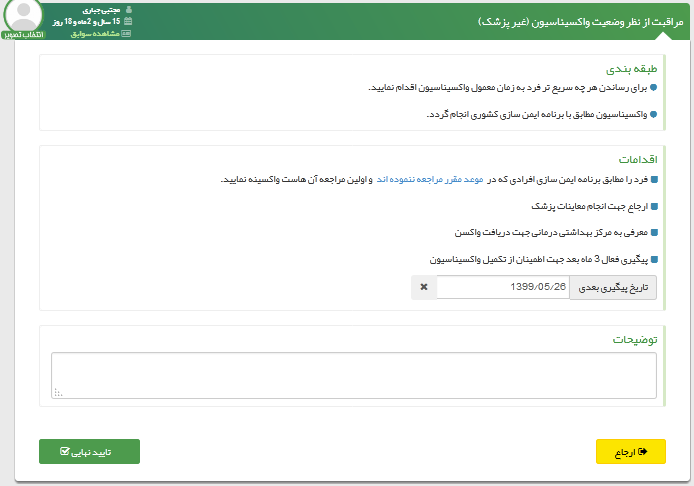 مراقبت از نظر وضعیت واکسیناسیون (غیر پزشک)
مجتبی جباری
15 سال و 2 ماه و 18 روز
مشاهده سوابق
انتخاب تصویر
طبقه بندی
برای رساندن هر چه سریع تر فرد به زمان معمول واکسیناسیون اقدام نمایید.
واکسیناسیون مطابق با برنامه ایمن سازی کشوری انجام گردد.
اقدامات
فرد را مطابق برنامه ایمن سازی افرادی که در موعد مقرر مراجعه ننموده اند و اولین مراجعه آن هاست واکسینه نمایید.
ارجاع جهت انجام معاینات پزشک
معرفی به مرکز بهداشتی درمانی جهت دریافت واکسن
پیگیری فعال 3 ماه بعد جهت اطمینان از تکمیل واکسیناسیون
تاریخ پیگیری بعدی 1399/05/26
توضیحات
ارجاع
تایید نهایی